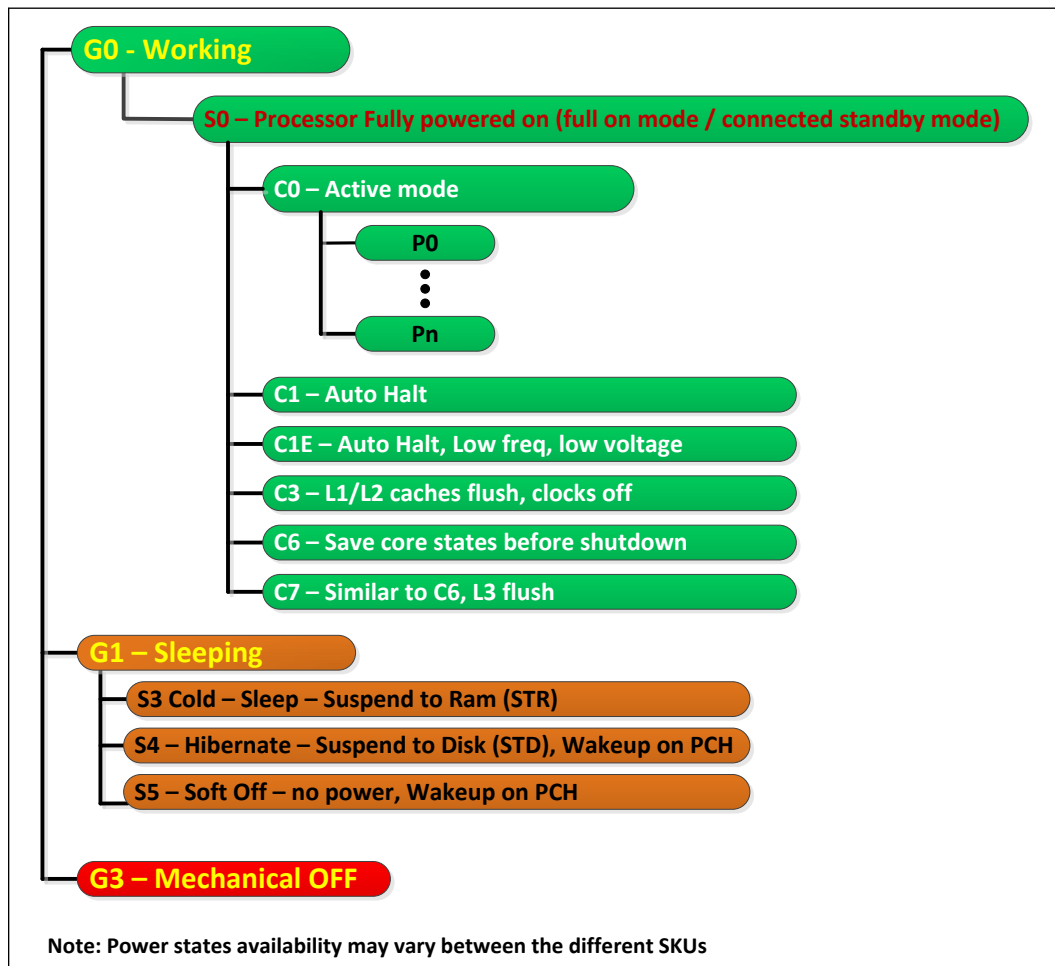 G0 - Working
S0 – Processor Fully powered on (full on mode / connected standby mode)
C0 – Active mode
P0
Pn
C1 – Auto Halt
C1E – Auto Halt, Low freq, low voltage
C3 – L1/L2 caches flush, clocks off
C6 – Save core states before shutdown
C7 – Similar to C6, L3 flush
G1 – Sleeping
S3 Cold – Sleep – Suspend to Ram (STR)
S4 – Hibernate – Suspend to Disk (STD), Wakeup on PCH
S5 – Soft Off – no power, Wakeup on PCH
G3 – Mechanical OFF
Note: Power states availability may vary between the different SKUs